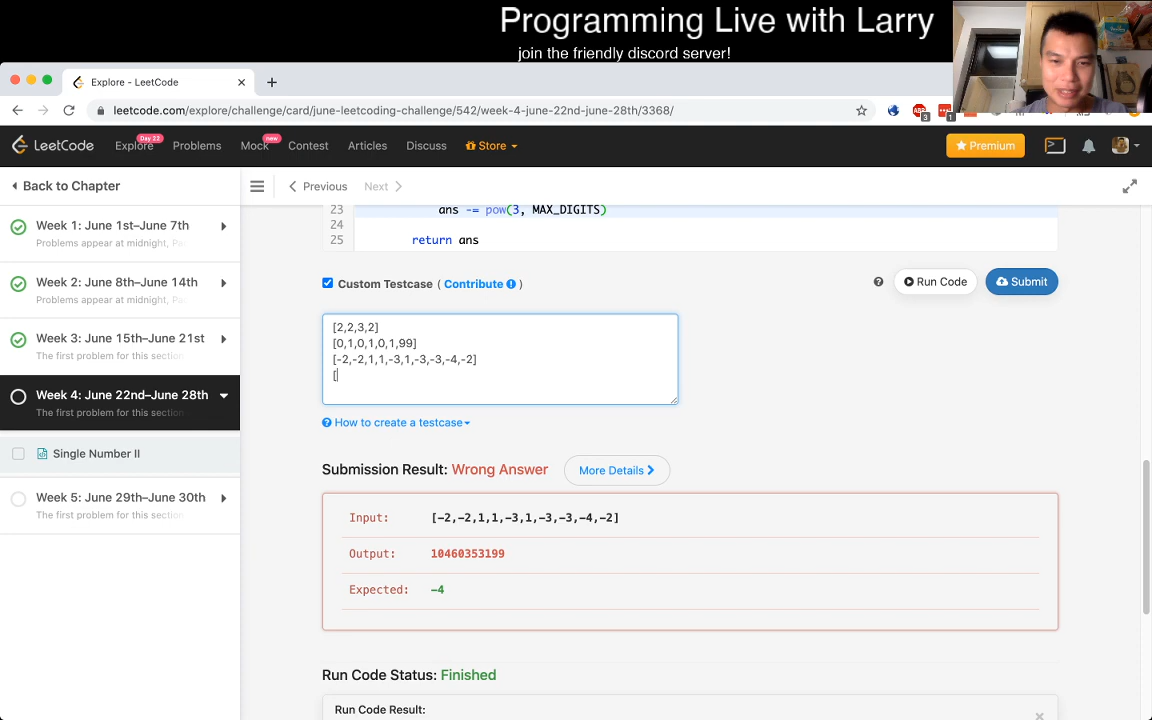 Programming Live with Larry
join the friendly discord server!
Explore - LeetCode
leetcode.com/explore/challenge/card/june-leetcoding-challenge/542/week-4-june-22nd-june-28th/3368/
ABP
3
1
LeetCode
Explore
Day 22
Problems
Mock
new
Contest
Articles
Discuss
Store
Premium
Back to Chapter
Previous
Next
Week 1: June 1st–June 7th
Problems appear at midnight, Pa
Week 2: June 8th–June 14th
Problems appear at midnight, Pa
Week 3: June 15th–June 21st
The first problem for this section
Week 4: June 22nd–June 28th
The first problem for this section
Single Number II
Week 5: June 29th–June 30th
The first problem for this section
23 ans -= pow(3, MAX_DIGITS)
24
25 return ans
Custom Testcase ( Contribute )
Run Code
Submit
[2,2,3,2]
[0,1,0,1,0,1,99]
[-2,-2,1,1,-3,1,-3,-3,-4,-2]
[
How to create a testcase
Submission Result: Wrong Answer
More Details
Input: [-2,-2,1,1,-3,1,-3,-3,-4,-2]
Output: 10460353199
Expected: -4
Run Code Status: Finished
Run Code Result: